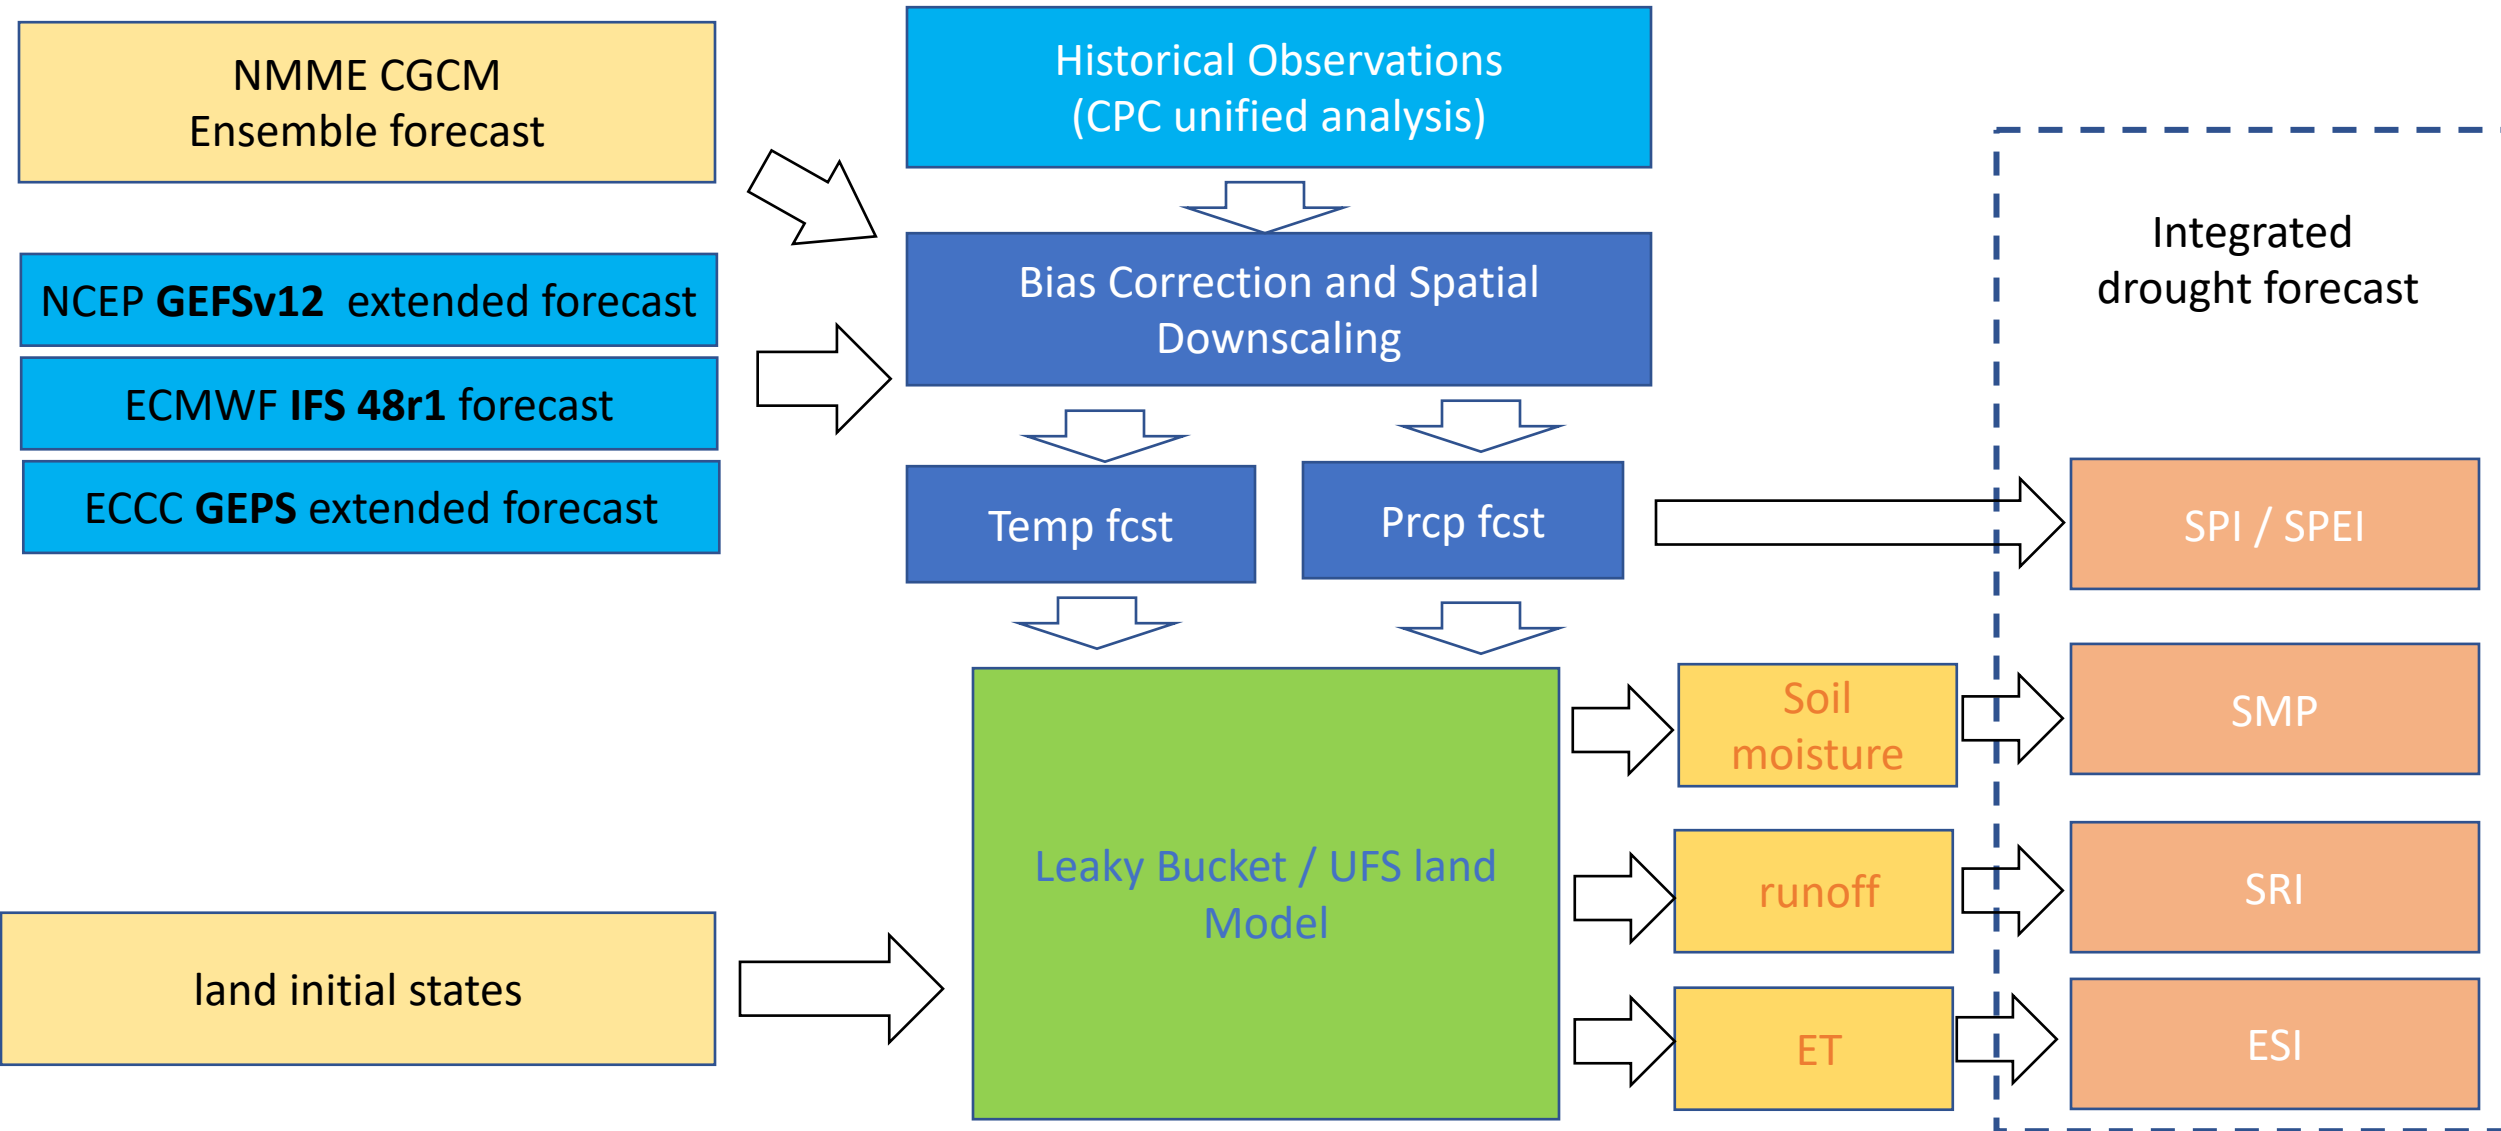 NMME CGCM
Ensemble forecast
Historical Observations
(CPC unified analysis)
NCEP GEFSv12 extended forecast
ECMWF IFS 48r1 forecast
ECCC GEPS extended forecast
Bias Correction and Spatial
Downscaling
Integrated
drought forecast
Temp fcst
Prcp fcst
SPI / SPEI
Leaky Bucket / UFS land
Model
Soil
moisture
SMP
runoff
SRI
land initial states
ET
ESI